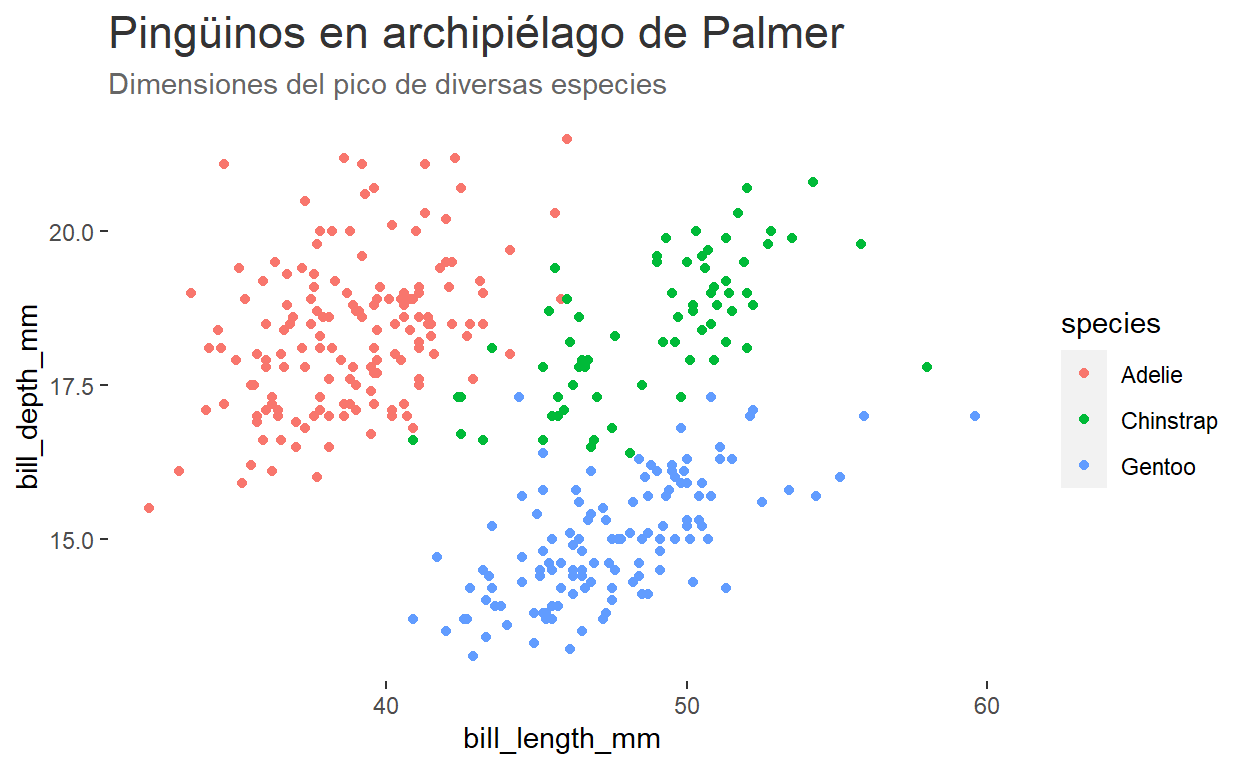 Pingüinos en archipiélago de Palmer
Dimensiones del pico de diversas especies
bill_depth_mm
20.0
17.5
15.0
40
50
60
bill_length_mm
species
Adelie
Chinstrap
Gentoo